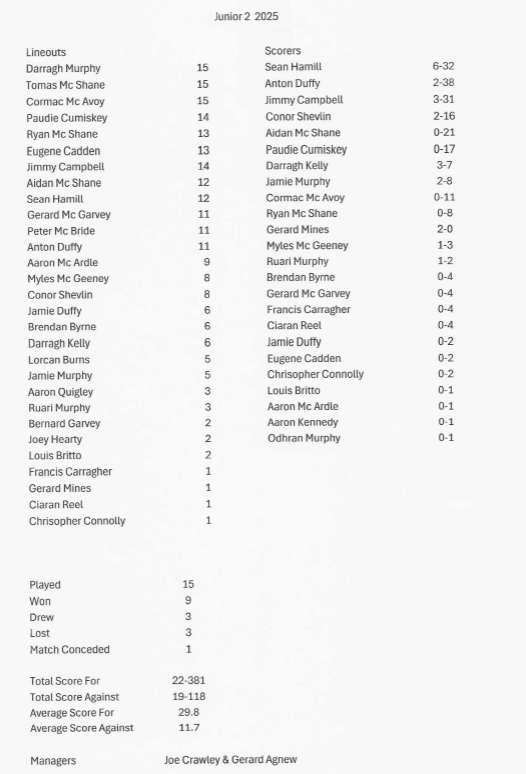 Junior 2 2025
Lineouts
Darragh Murphy 15
Tomas Mc Shane 15
Cormac Mc Avoy 15
Paudie Cumiskey 14
Ryan Mc Shane 13
Eugene Cadden 13
Jimmy Campbell 14
Aidan Mc Shane 12
Sean Hamill 12
Gerard Mc Garvey 11
Peter Mc Bride 11
Anton Duffy 11
Aaron Mc Ardle 9
Myles Mc Geeney 8
Conor Shevlin 8
Jamie Duffy 6
Brendan Byrne 6
Darragh Kelly 6
Lorcan Burns 5
Jamie Murphy 5
Aaron Quigley 3
Ruari Murphy 3
Bernard Garvey 2
Joey Hearty 2
Louis Britto 2
Francis Carragher 1
Gerard Mines 1
Ciaran Reel 1
Chrisopher Connolly 1
Scorers
Sean Hamill 6-32
Anton Duffy 2-38
Jimmy Campbell 3-31
Conor Shevlin 2-16
Aidan Mc Shane 0-21
Paudie Cumiskey 0-17
Darragh Kelly 3-7
Jamie Murphy 2-8
Cormac Mc Avoy 0-11
Ryan Mc Shane 0-8
Gerard Mines 2-0
Myles Mc Geeney 1-3
Ruari Murphy 1-2
Brendan Byrne 0-4
Gerard Mc Garvey 0-4
Francis Carragher 0-4
Ciaran Reel 0-4
Jamie Duffy 0-2
Eugene Cadden 0-2
Chrisopher Connolly 0-2
Louis Britto 0-1
Aaron Mc Ardle 0-1
Aaron Kennedy 0-1
Odhran Murphy 0-1
Played 15
Won 9
Drew 3
Lost 3
Match Conceded 1
Total Score For 22-381
Total Score Against 19-118
Average Score For 29.8
Average Score Against 11.7
Managers Joe Crawley & Gerard Agnew